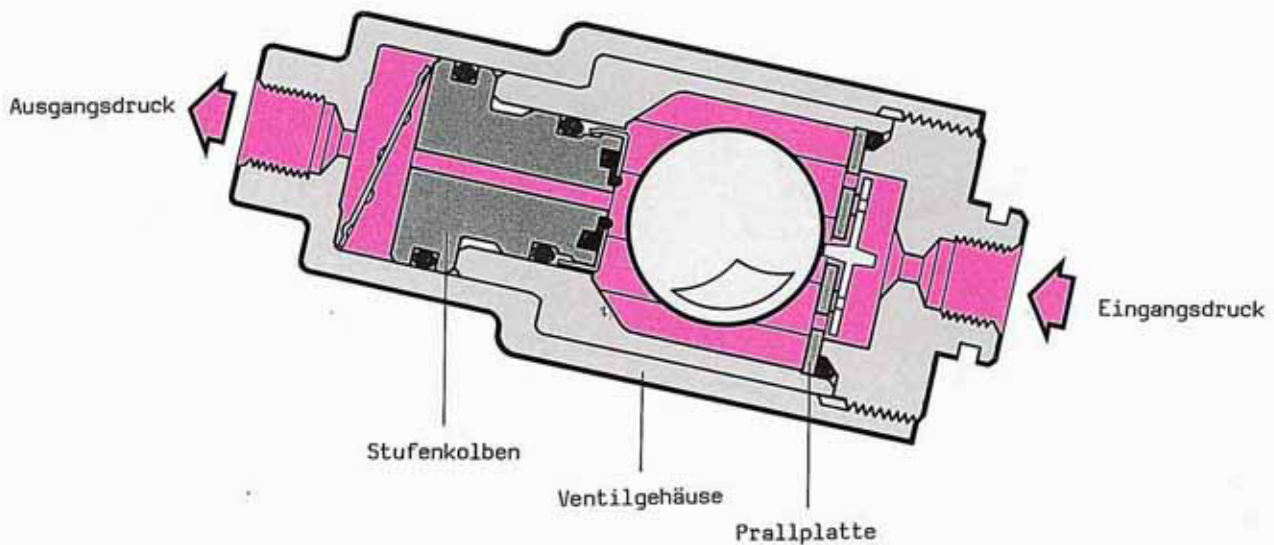 Ausgangsdruck
Eingangsdruck
Stufenkolben
Ventilgehäuse
Prallplatte